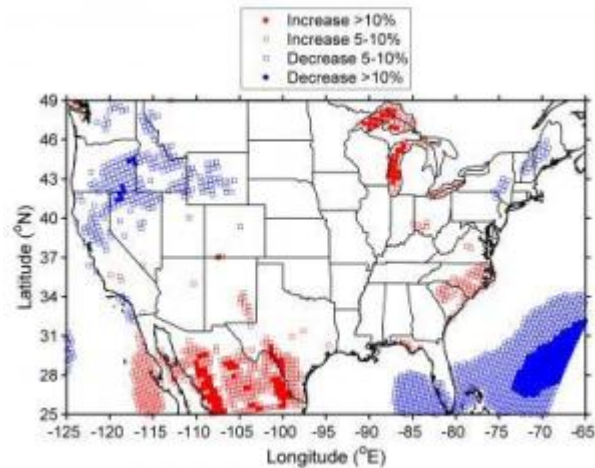 Increase >10%
Increase 5-10%
Decrease 5-10%
Decrease >10%
49
46
43
40
37
34
31
28
25
-125 -120 -115 -110 -105 -100 -95 -90 -85 -80 -75 -70 -65
Latitude (°N)
Longitude (°E)